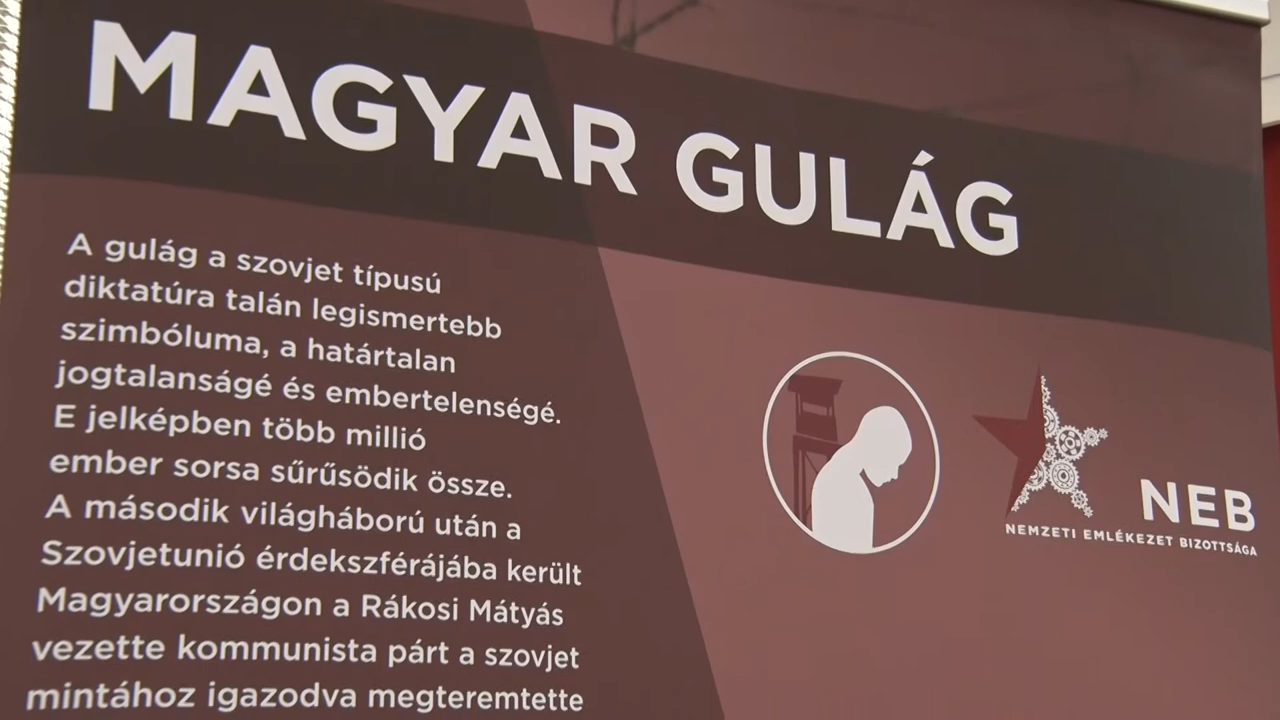 MAGYAR GULÁG
A gulág a szovjet típusú
diktatúra talán legismertebb
szimbóluma, a határtalan
jogtalanságé és embertelenségé.
E jelképben több millió
ember sorsa sűrűsödik össze.
A második világháború után a
Szovjetunió érdekszférájába került
Magyarországon a Rákosi Mátyás
vezette kommunista párt a szovjet
mintához igazodva megteremtette
NEB
NEMZETI EMLÉKEZET BIZOTTSÁGA